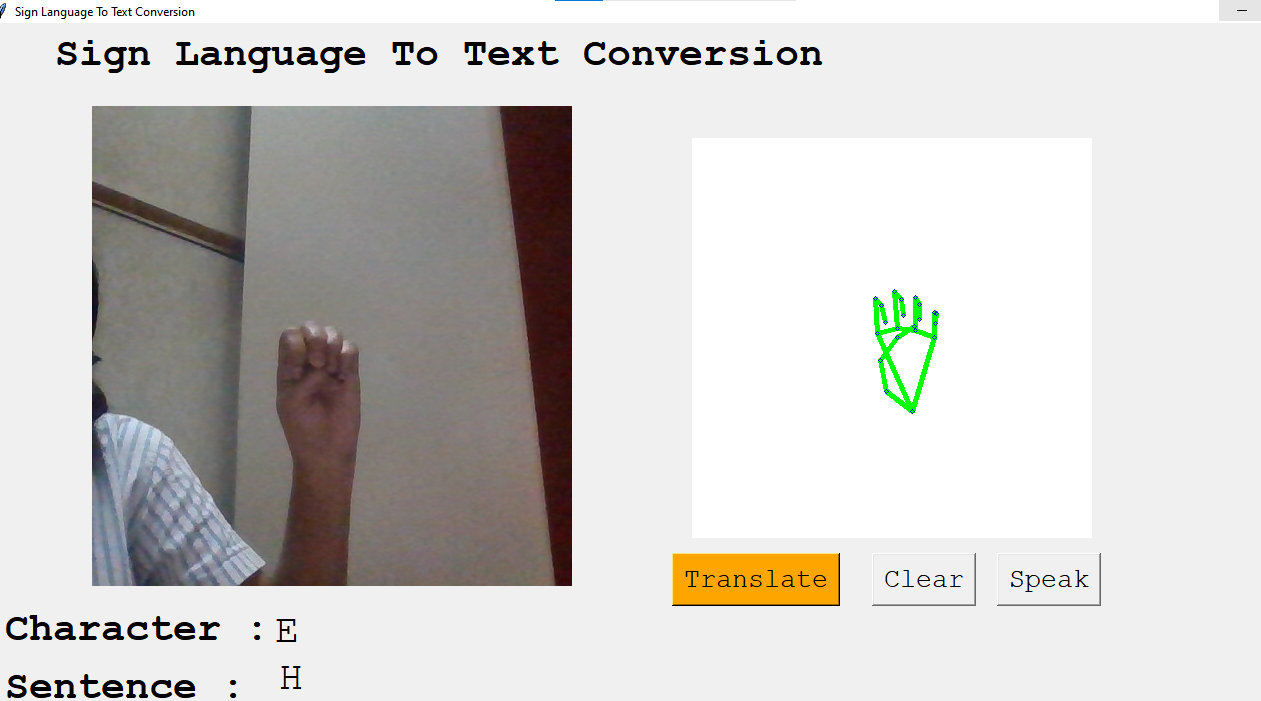 Sign Language To Text Conversion
Sign Language To Text Conversion
Translate Clear Speak
Character : E
Sentence : H